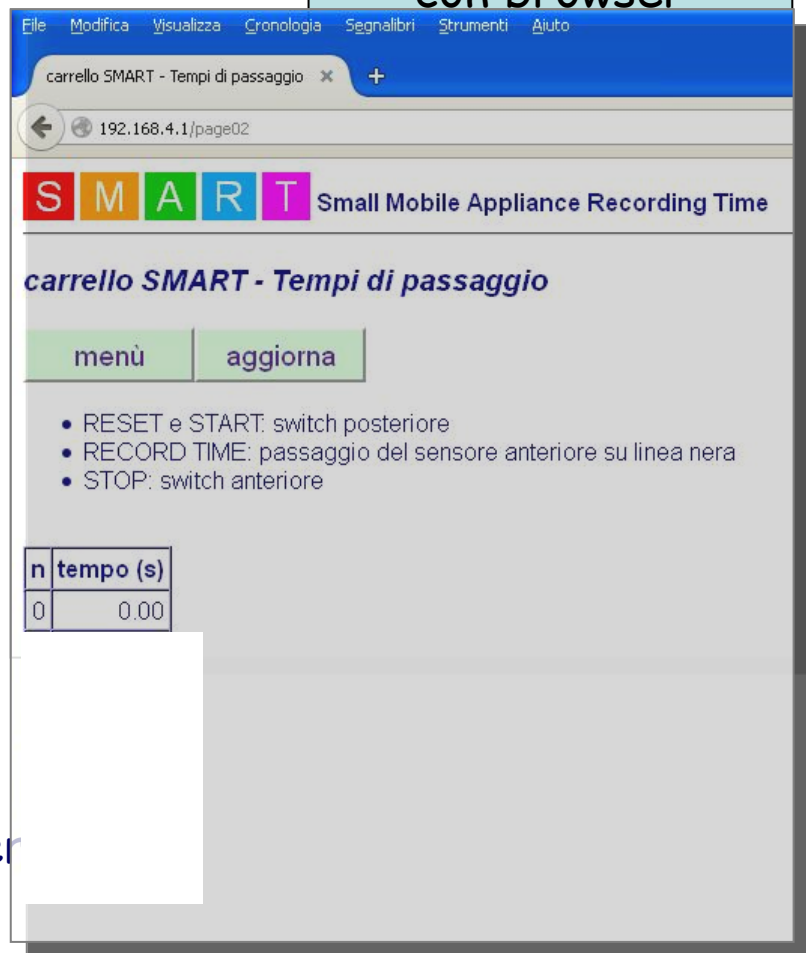 con browser
File Modifica Visualizza Cronologia Segnalibri Strumenti Aiuto
carrello SMART - Tempi di passaggio
192.168.4.1/page02
S M A R T Small Mobile Appliance Recording Time
carrello SMART - Tempi di passaggio
menù aggiorna
• RESET e START: switch posteriore
• RECORD TIME: passaggio del sensore anteriore su linea nera
• STOP: switch anteriore
n tempo (s)
0 0.00